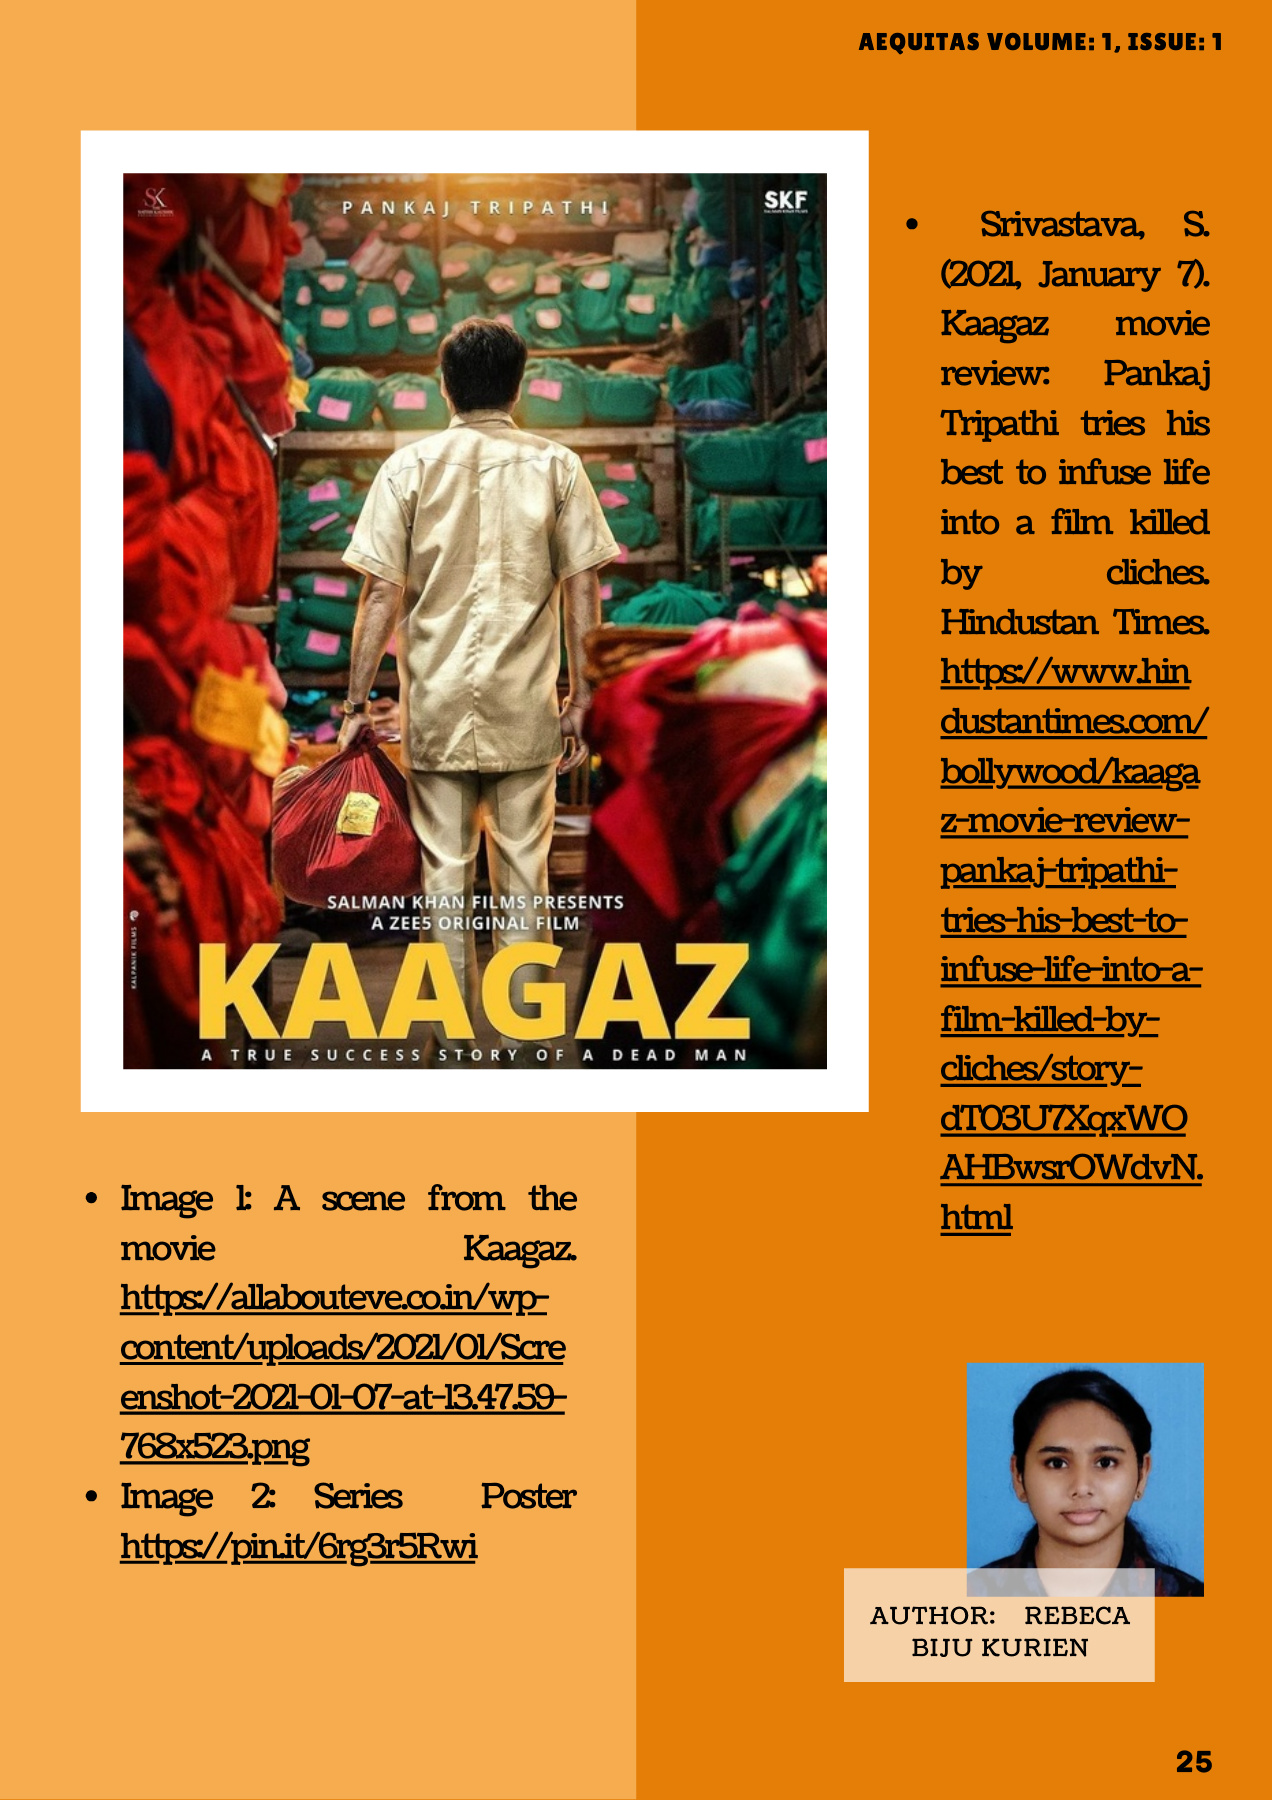 AEQUITAS VOLUME: 1, ISSUE: 1
SK
PANKAJ TRIPATHI
SKF
SALMAN KHAN FILMS PRESENTS
A ZEE5 ORIGINAL FILM
KALPANIK FILMS
KAAGAZ
A TRUE SUCCESS STORY OF A DEAD MAN
• Image 1: A scene from the
movie Kaagaz.
https://allabouteve.co.in/wp-
content/uploads/2021/01/Scre
enshot-2021-01-07-at-13.47.59-
768x523.png
• Image 2: Series Poster
https://pin.it/6rg3r5Rwi
• Srivastava, S.
(2021, January 7).
Kaagaz movie
review: Pankaj
Tripathi tries his
best to infuse life
into a film killed
by cliches.
Hindustan Times.
https://www.hin
dustantimes.com/
bollywood/kaaga
z-movie-review-
pankaj-tripathi-
tries-his-best-to-
infuse-life-into-a-
film-killed-by-
cliches/story-
dT03U7XqxWO
AHBwsrOWdvN.
html
AUTHOR: REBECA
BIJU KURIEN
25